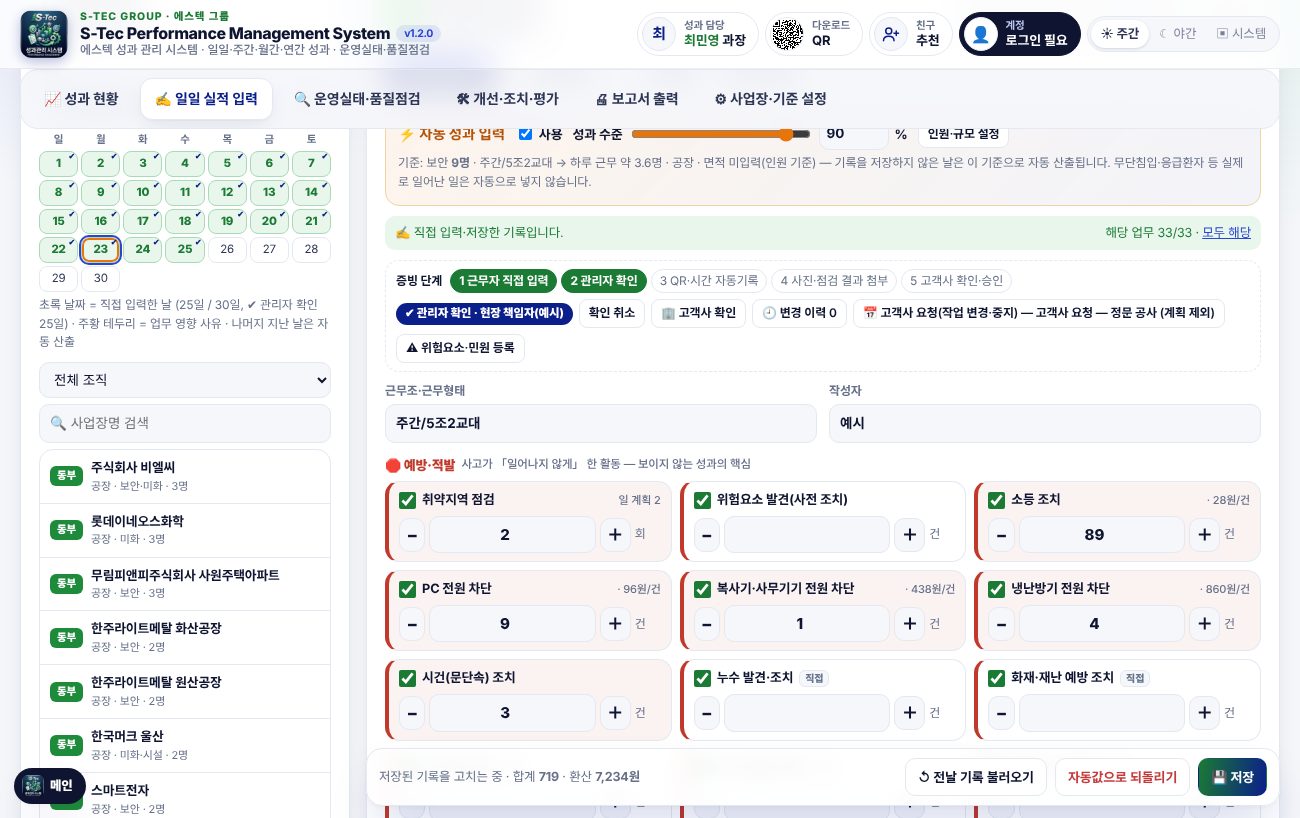 S-TEC GROUP · 에스텍 그룹
S-Tec Performance Management System v1.2.0
에스텍 성과 관리 시스템 · 일일·주간·월간·연간 성과 · 운영실태·품질점검
최 성과 담당 최민영 과장
다운로드 QR
친구 추천
계정 로그인 필요
☀ 주간 ☾ 야간 ▣ 시스템
📈 성과 현황 ✍ 일일 실적 입력 🔍 운영실태·품질점검 🛠 개선·조치·평가 🖨 보고서 출력 ⚙ 사업장·기준 설정
일 월 화 수 목 금 토
1 2 3 4 5 6 7
8 9 10 11 12 13 14
15 16 17 18 19 20 21
22 23 24 25 26 27 28
29 30
초록 날짜 = 직접 입력한 날 (25일 / 30일, ✔ 관리자 확인
25일) · 주황 테두리 = 업무 영향 사유 · 나머지 지난 날은 자
동 산출
전체 조직
🔍 사업장명 검색
동부 주식회사 비엘씨
공장 · 보안·미화 · 3명
동부 롯데이네오스화학
공장 · 미화 · 3명
동부 무림피앤피주식회사 사원주택아파트
공장 · 보안 · 3명
동부 한주라이트메탈 화산공장
공장 · 보안 · 2명
동부 한주라이트메탈 원산공장
공장 · 보안 · 2명
동부 한국머크 울산
공장 · 미화·시설 · 2명
스마트전자
공장 · 보안 · 2명
메인
⚡ 자동 성과 입력 사용 성과 수준 90 % 인원·규모 설정
기준: 보안 9명 · 주간/5조2교대 → 하루 근무 약 3.6명 · 공장 · 면적 미입력(인원 기준) — 기록을 저장하지 않은 날은 이 기준으로 자동 산출됩니다. 무단침입·응급환자 등 실제
로 일어난 일은 자동으로 넣지 않습니다.
✍ 직접 입력·저장한 기록입니다. 해당 업무 33/33 · 모두 해당
증빙 단계 1 근무자 직접 입력 2 관리자 확인 3 QR·시간 자동기록 4 사진·점검 결과 첨부 5 고객사 확인·승인
✔ 관리자 확인 · 현장 책임자(예시) 확인 취소 🏢 고객사 확인 🕘 변경 이력 0 📅 고객사 요청(작업 변경·중지) — 고객사 요청 — 정문 공사 (계획 제외)
⚠ 위험요소·민원 등록
근무조·근무형태 작성자
주간/5조2교대 예시
🛑 예방·적발 사고가 「일어나지 않게」 한 활동 — 보이지 않는 성과의 핵심
취약지역 점검 일 계획 2 위험요소 발견(사전 조치) 소등 조치 · 28원/건
− 2 + 회 − + 건 − 89 + 건
PC 전원 차단 · 96원/건 복사기·사무기기 전원 차단 · 438원/건 냉난방기 전원 차단 · 860원/건
− 9 + 건 − 1 + 건 − 4 + 건
시건(문단속) 조치 누수 발견·조치 직접 화재·재난 예방 조치 직접
− 3 + 건 − + 건 − + 건
저장된 기록을 고치는 중 · 합계 719 · 환산 7,234원 ↺ 전날 기록 불러오기 자동값으로 되돌리기 💾 저장